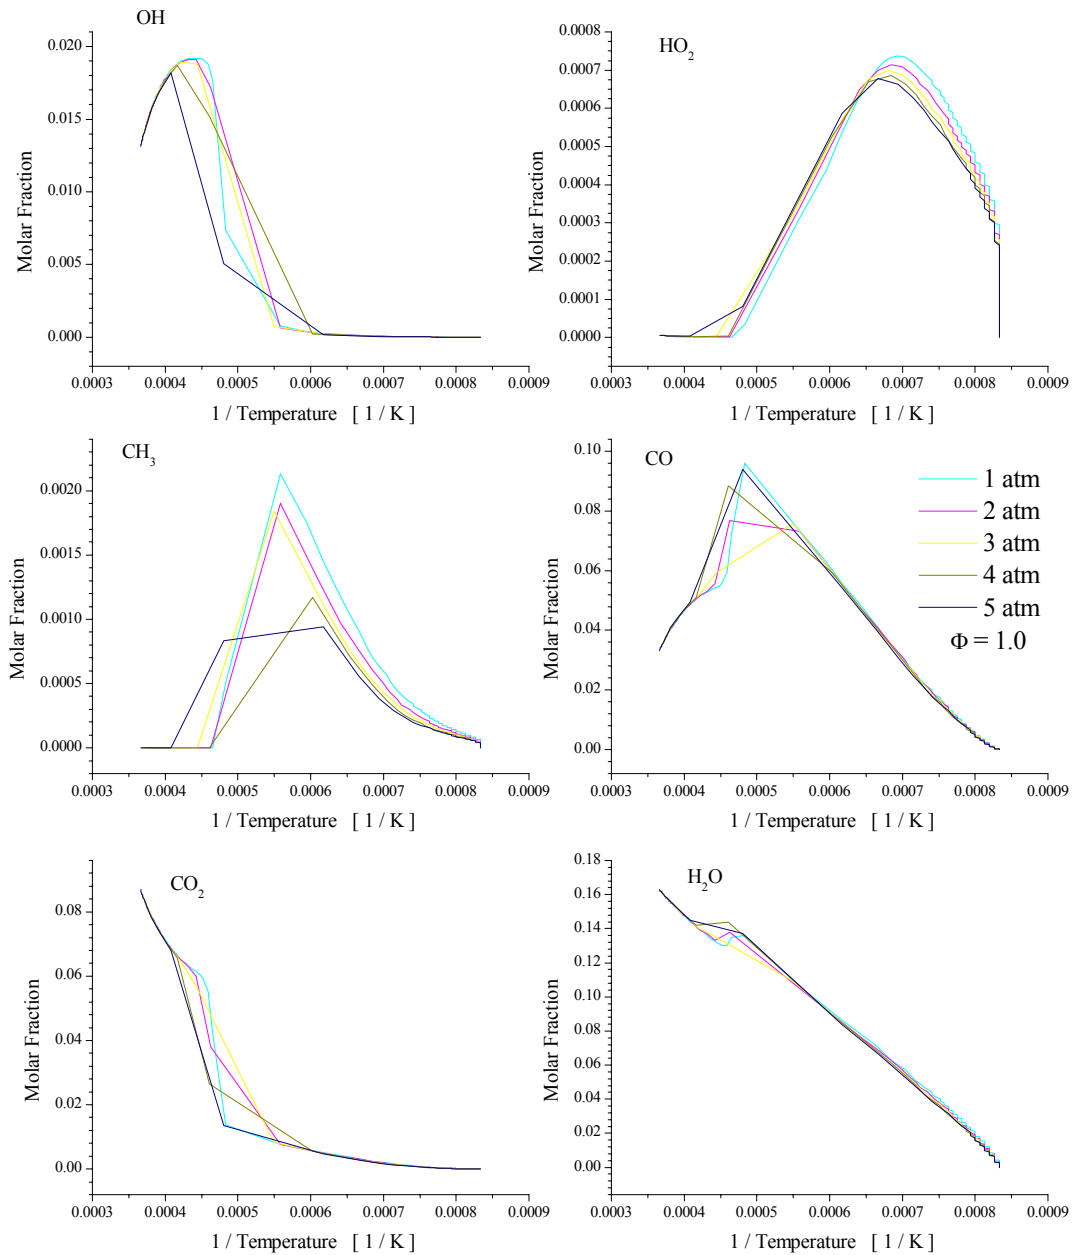 OH
0.020
0.015
0.010
0.005
0.000
Molar Fraction
0.0003 0.0004 0.0005 0.0006 0.0007 0.0008 0.0009
1 / Temperature [ 1 / K ]
HO2
0.0008
0.0007
0.0006
0.0005
0.0004
0.0003
0.0002
0.0001
0.0000
Molar Fraction
0.0003 0.0004 0.0005 0.0006 0.0007 0.0008 0.0009
1 / Temperature [ 1 / K ]
CH3
0.0020
0.0015
0.0010
0.0005
0.0000
Molar Fraction
0.0003 0.0004 0.0005 0.0006 0.0007 0.0008 0.0009
1 / Temperature [ 1 / K ]
CO
0.10
0.08
0.06
0.04
0.02
0.00
Molar Fraction
0.0003 0.0004 0.0005 0.0006 0.0007 0.0008 0.0009
1 / Temperature [ 1 / K ]
1 atm
2 atm
3 atm
4 atm
5 atm
Φ = 1.0
CO2
0.08
0.06
0.04
0.02
0.00
Molar Fraction
0.0003 0.0004 0.0005 0.0006 0.0007 0.0008 0.0009
1 / Temperature [ 1 / K ]
H2O
0.18
0.16
0.14
0.12
0.10
0.08
0.06
0.04
0.02
0.00
Molar Fraction
0.0003 0.0004 0.0005 0.0006 0.0007 0.0008 0.0009
1 / Temperature [ 1 / K ]